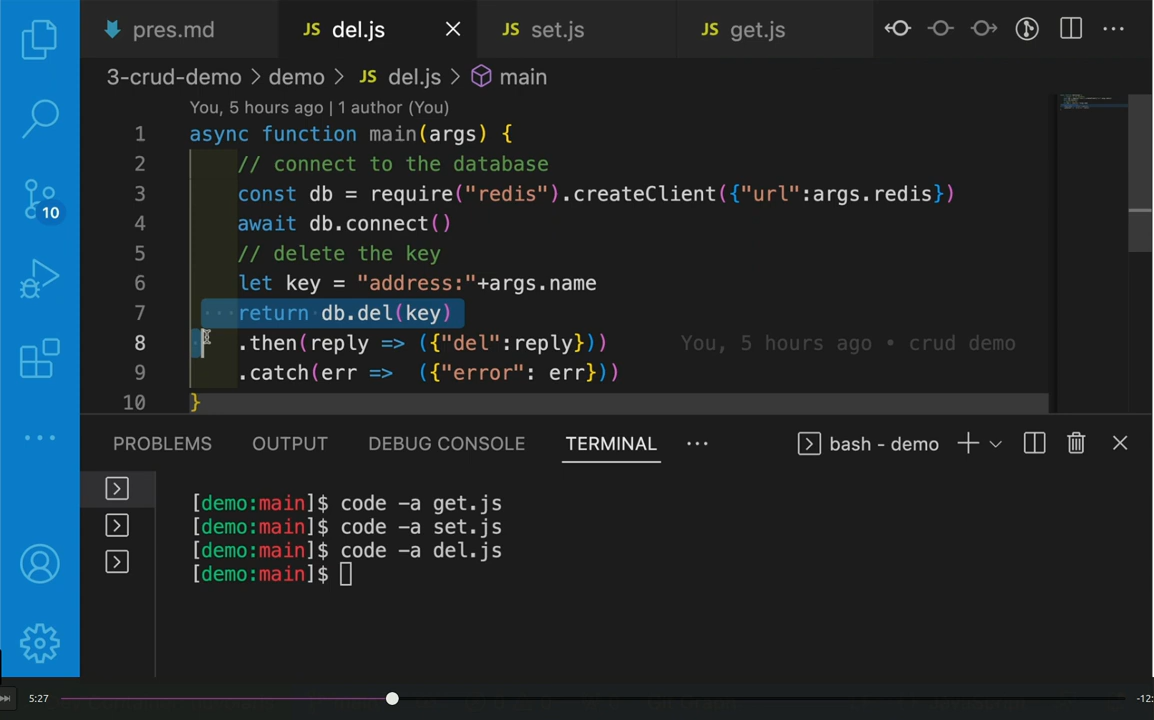 pres.md JS del.js JS set.js JS get.js
3-crud-demo > demo > JS del.js > main
You, 5 hours ago | 1 author (You)
1 async function main(args) {
2 // connect to the database
3 const db = require("redis").createClient({"url":args.redis})
4 await db.connect()
5 // delete the key
6 let key = "address:"+args.name
7 return db.del(key)
8 .then(reply => ({"del":reply})) You, 5 hours ago • crud demo
9 .catch(err => ({"error": err}))
10 }
10
PROBLEMS OUTPUT DEBUG CONSOLE TERMINAL ··· bash - demo
[demo:main]$ code -a get.js
[demo:main]$ code -a set.js
[demo:main]$ code -a del.js
[demo:main]$
5:27 -12: